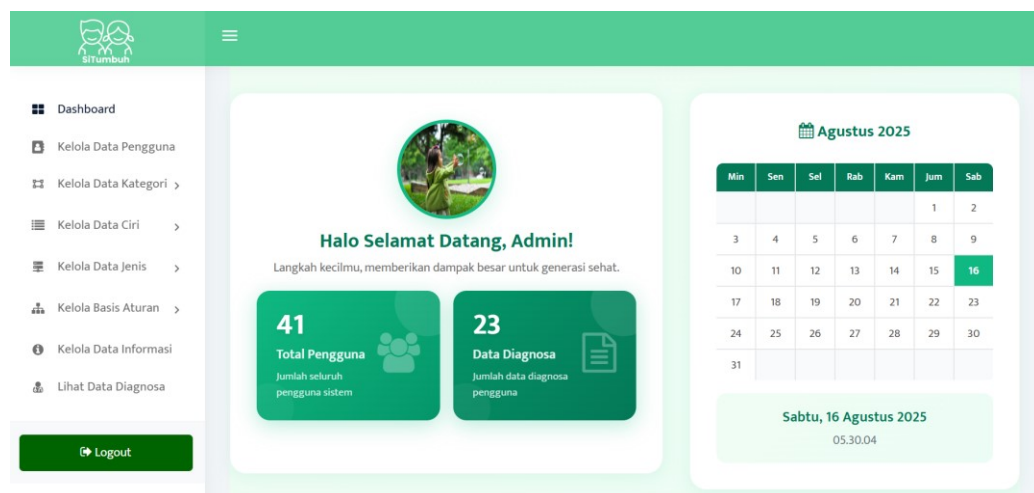 SiTumbuh
Dashboard
Kelola Data Pengguna
Kelola Data Kategori
Kelola Data Ciri
Kelola Data Jenis
Kelola Basis Aturan
Kelola Data Informasi
Lihat Data Diagnosa
Logout
Halo Selamat Datang, Admin!
Langkah kecilmu, memberikan dampak besar untuk generasi sehat.
41
Total Pengguna
Jumlah seluruh
pengguna sistem
23
Data Diagnosa
Jumlah data diagnosa
pengguna
Agustus 2025
Min Sen Sel Rab Kam Jum Sab
1 2
3 4 5 6 7 8 9
10 11 12 13 14 15 16
17 18 19 20 21 22 23
24 25 26 27 28 29 30
31
Sabtu, 16 Agustus 2025
05.30.04